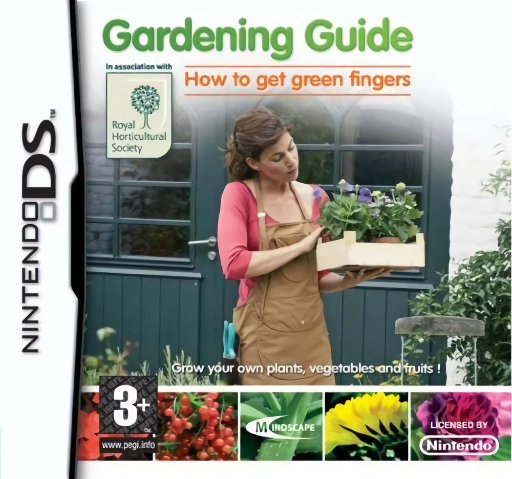 Gardening Guide
In association with
How to get green fingers
Royal
Horticultural
Society
NINTENDO DS™
Grow your own plants, vegetables and fruits !
3+
www.pegi.info
MINDSCAPE
LICENSED BY
Nintendo